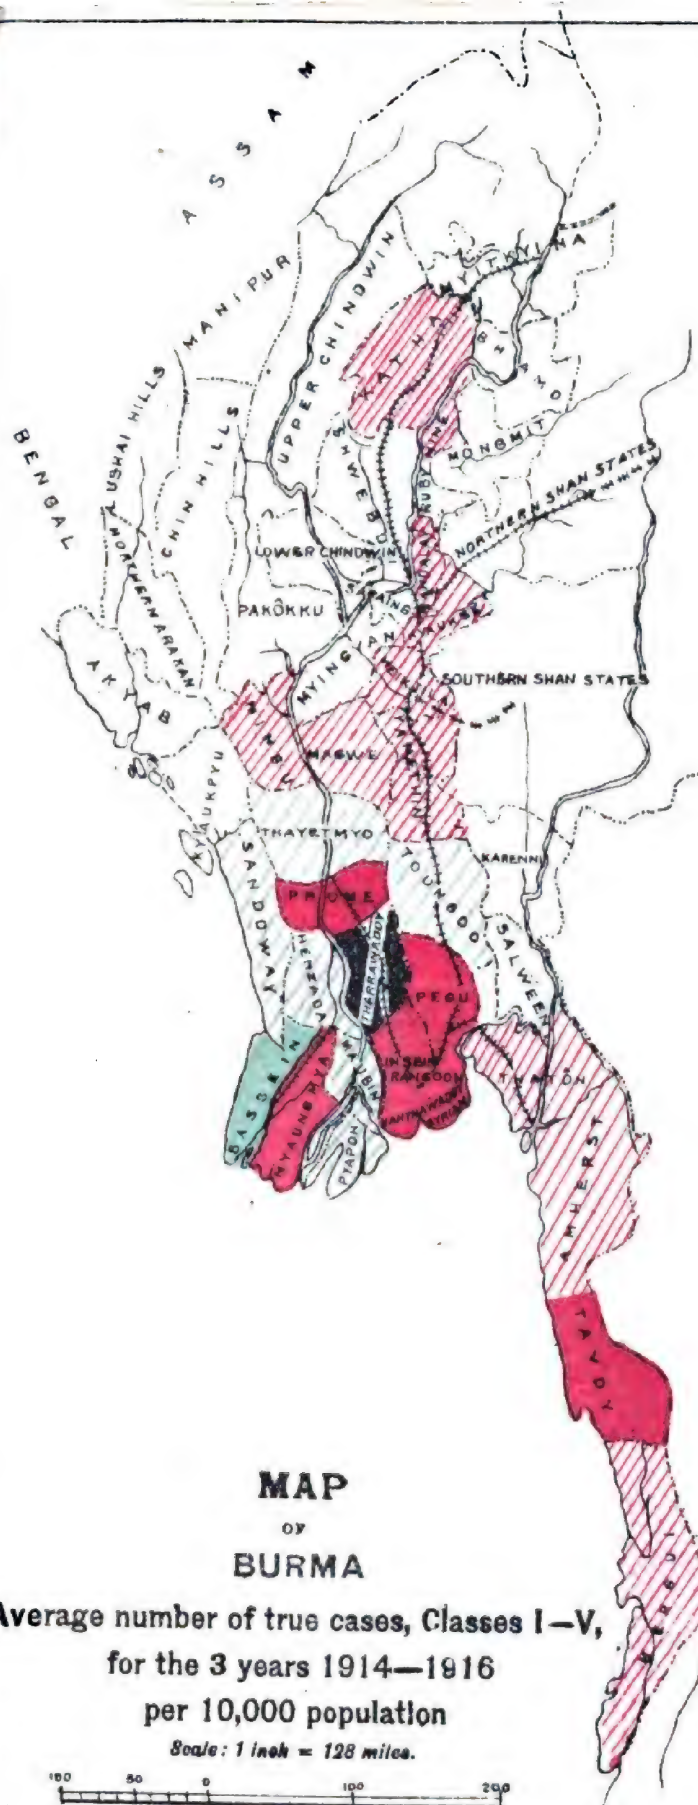 ASSAM
MANIPUR
LUSHAI HILLS
BENGAL
CHIN HILLS
NORTHERN ARAKAN
UPPER CHINDWIN
MYITKYINA
KATHA
BHAMO
SHWEBO
RUBY MINES
MONGMIT
NORTHERN SHAN STATES
LOWER CHINDWIN
PAKÔKKU
SAGAING
MANDALAY
KYAUKSE
MYINGYAN
MEIKTILA
SOUTHERN SHAN STATES
AKYAB
MINBU
MAGWE
YAMETHIN
KYAUKPYU
THAYETMYO
SANDOWAY
TOUNGOO
KARENNI
PROME
HENZADA
THARRAWADDY
SALWEEN
PEGU
BASSEIN
MYAUNGMYA
MAUBIN
PYAPON
INSEIN
RANGOON
HANTHAWADDY
SYRIAM
THATÔN
AMHERST
TAVOY
MERGUI
MAP
OF
BURMA
Average number of true cases, Classes I—V,
for the 3 years 1914—1916
per 10,000 population
Scale: 1 inch = 128 miles.
100 50 0 100 200